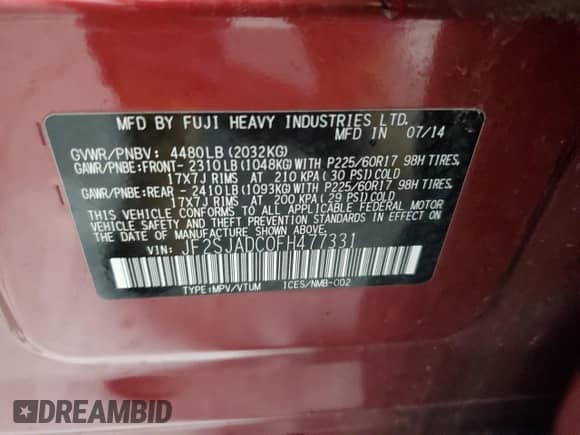 MFD BY FUJI HEAVY INDUSTRIES LTD.
MFD IN 07/14
GVWR/PNBV: 4480LB (2032KG)
GAWR/PNBE:FRONT- 2310LB(1048KG)WITH P225/60R17 98H TIRES,
17X7J RIMS AT 210 KPA ( 30 PSI)COLD
GAWR/PNBE:REAR - 2410LB(1093KG)WITH P225/60R17 98H TIRES,
17X7J RIMS AT 200 KPA ( 29 PSI)COLD
THIS VEHICLE CONFORMS TO ALL APPLICABLE FEDERAL MOTOR
VEHICLE SAFETY AND THEFT PREVENTION STANDARDS IN EFFECT ON
THE DATE OF MANUFACTURE SHOWN ABOVE.
VIN: JF2SJADC0FH477331
TYPE:MPV/VTUM ICES/NMB-002
DREAMBID